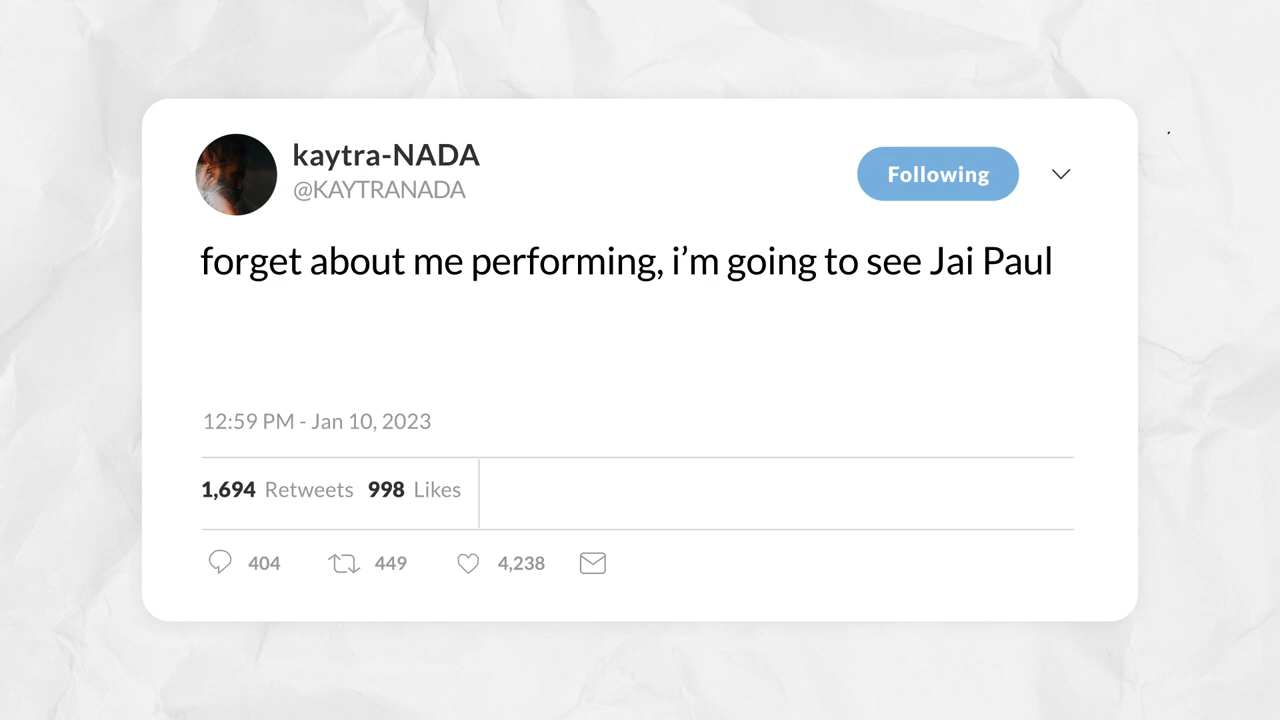 kaytra-NADA
@KAYTRANADA
Following
forget about me performing, i’m going to see Jai Paul
12:59 PM - Jan 10, 2023
1,694 Retweets 998 Likes
404 449 4,238